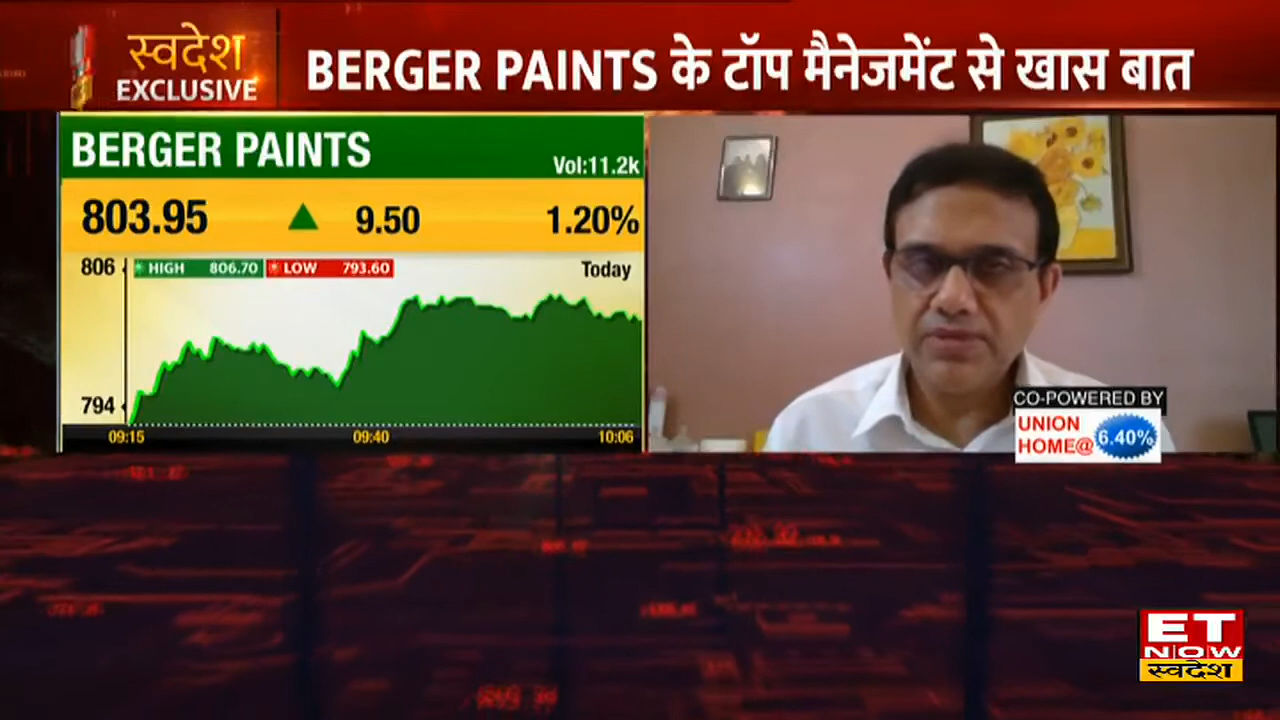 स्वदेश
EXCLUSIVE
BERGER PAINTS के टॉप मैनेजमेंट से खास बात
BERGER PAINTS
Vol:11.2k
803.95 ▲ 9.50 1.20%
806
HIGH 806.70 LOW 793.60
Today
794
09:15 09:40 10:06
CO-POWERED BY
UNION
HOME@ 6.40%
ET
NOW
स्वदेश